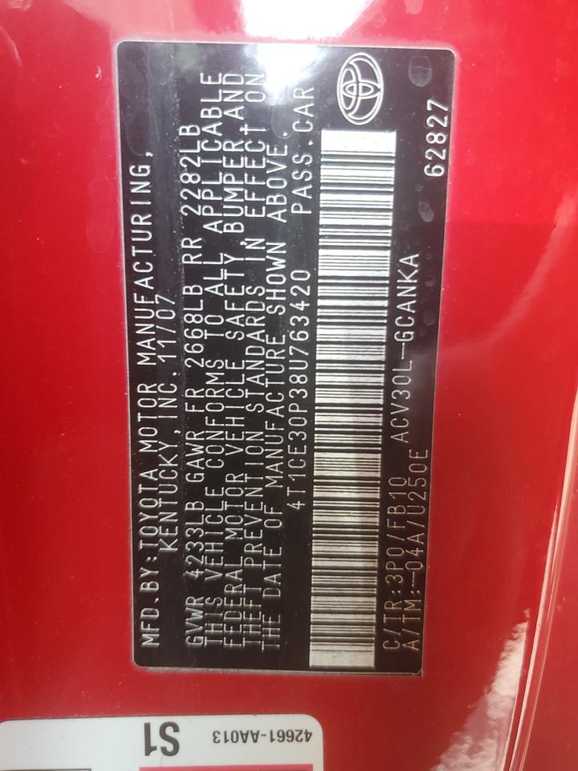 MFD.BY:TOYOTA MOTOR MANUFACTURING,
KENTUCKY, INC. 11/07
GVWR 4233LB GAWR FR 2668LB RR 2282LB
THIS VEHICLE CONFORMS TO ALL APPLICABLE
FEDERAL MOTOR VEHICLE SAFETY, BUMPER,AND
THEFT PREVENTION STANDARDS IN EFFECT ON
THE DATE OF MANUFACTURE SHOWN ABOVE.
4T1CE30P38U763420 PASS.CAR
C/TR:3P0/FB10 ACV30L-GCANKA
A/TM:-04A/U250E 62827
S1
42661-AA013